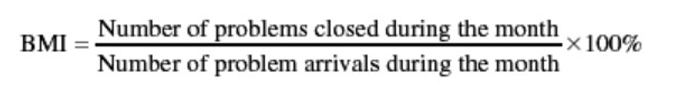 BMI = Number of problems closed during the month / Number of problem arrivals during the month × 100%